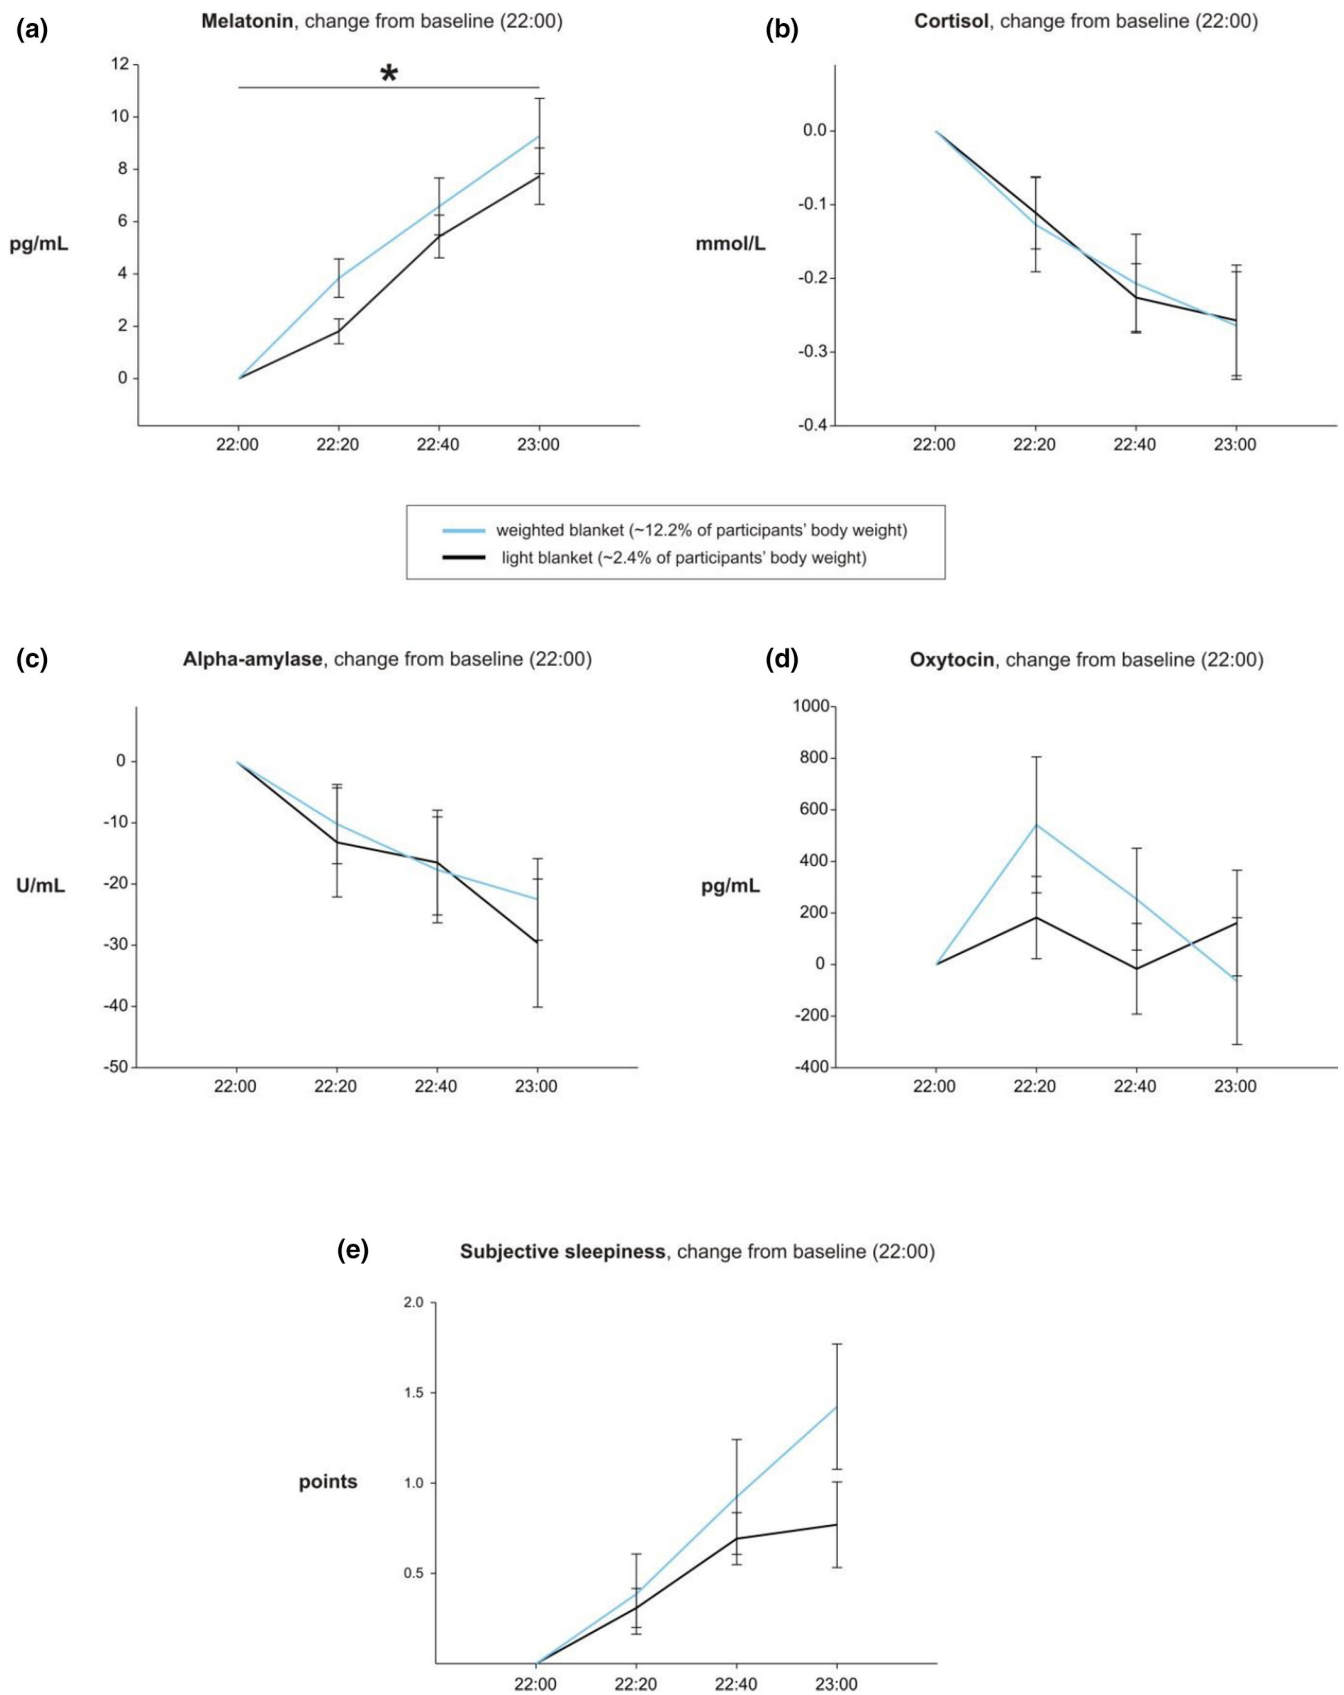 (a)
Melatonin, change from baseline (22:00)
12
*
10
8
6
pg/mL
4
2
0
22:00 22:20 22:40 23:00
(b)
Cortisol, change from baseline (22:00)
0.0
-0.1
mmol/L
-0.2
-0.3
-0.4
22:00 22:20 22:40 23:00
weighted blanket (~12.2% of participants' body weight)
light blanket (~2.4% of participants' body weight)
(c)
Alpha-amylase, change from baseline (22:00)
0
-10
U/mL
-20
-30
-40
-50
22:00 22:20 22:40 23:00
(d)
Oxytocin, change from baseline (22:00)
1000
800
600
400
pg/mL
200
0
-200
-400
22:00 22:20 22:40 23:00
(e)
Subjective sleepiness, change from baseline (22:00)
2.0
1.5
points
1.0
0.5
22:00 22:20 22:40 23:00